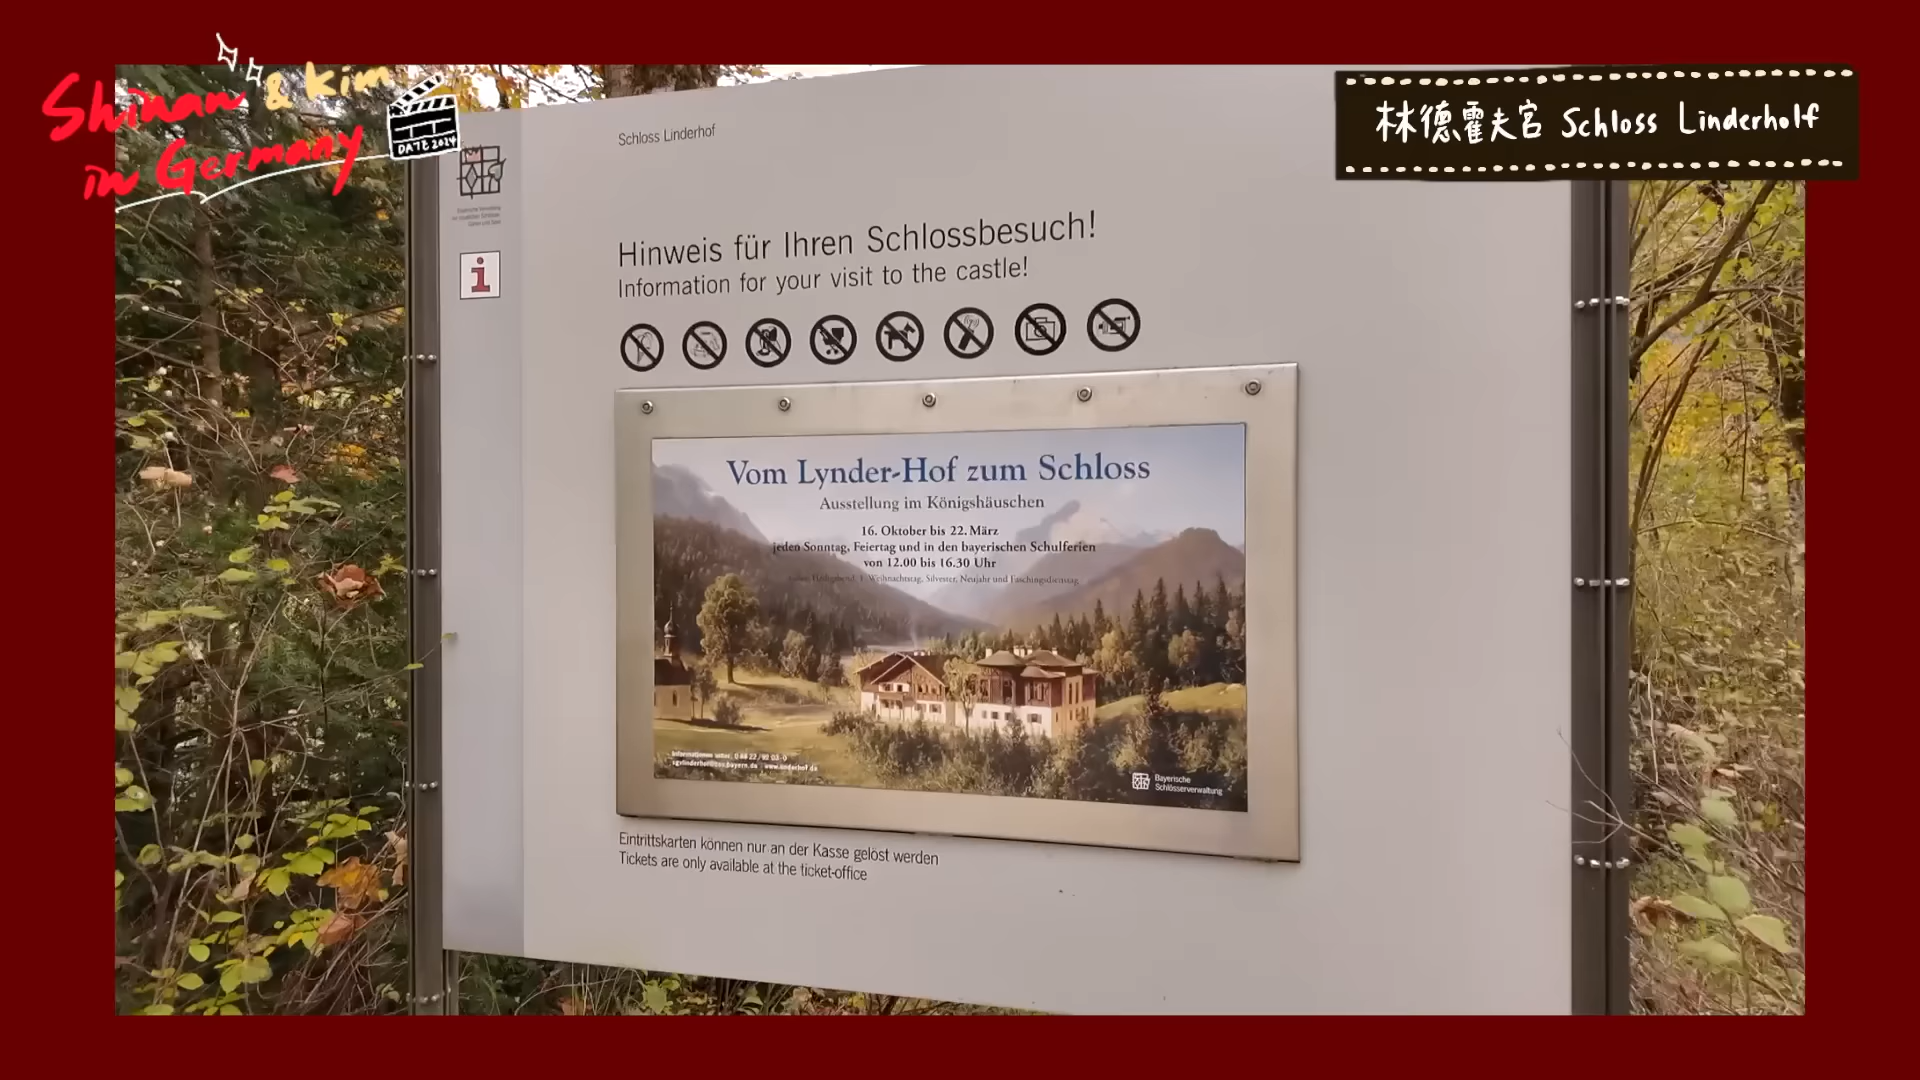 Shinan & Kim
in Germany
DATE 2024
林德霍夫宮 Schloss Linderholf
Schloss Linderhof
i
Hinweis für Ihren Schlossbesuch!
Information for your visit to the castle!
Vom Lynder-Hof zum Schloss
Ausstellung im Königshäuschen
16. Oktober bis 22. März
jeden Sonntag, Feiertag und in den bayerischen Schulferien
von 12.00 bis 16.30 Uhr
Weihnachtstag, Silvester, Neujahr und Faschingsdienstag
Bayerische
Schlösserverwaltung
Eintrittskarten können nur an der Kasse gelöst werden
Tickets are only available at the ticket-office